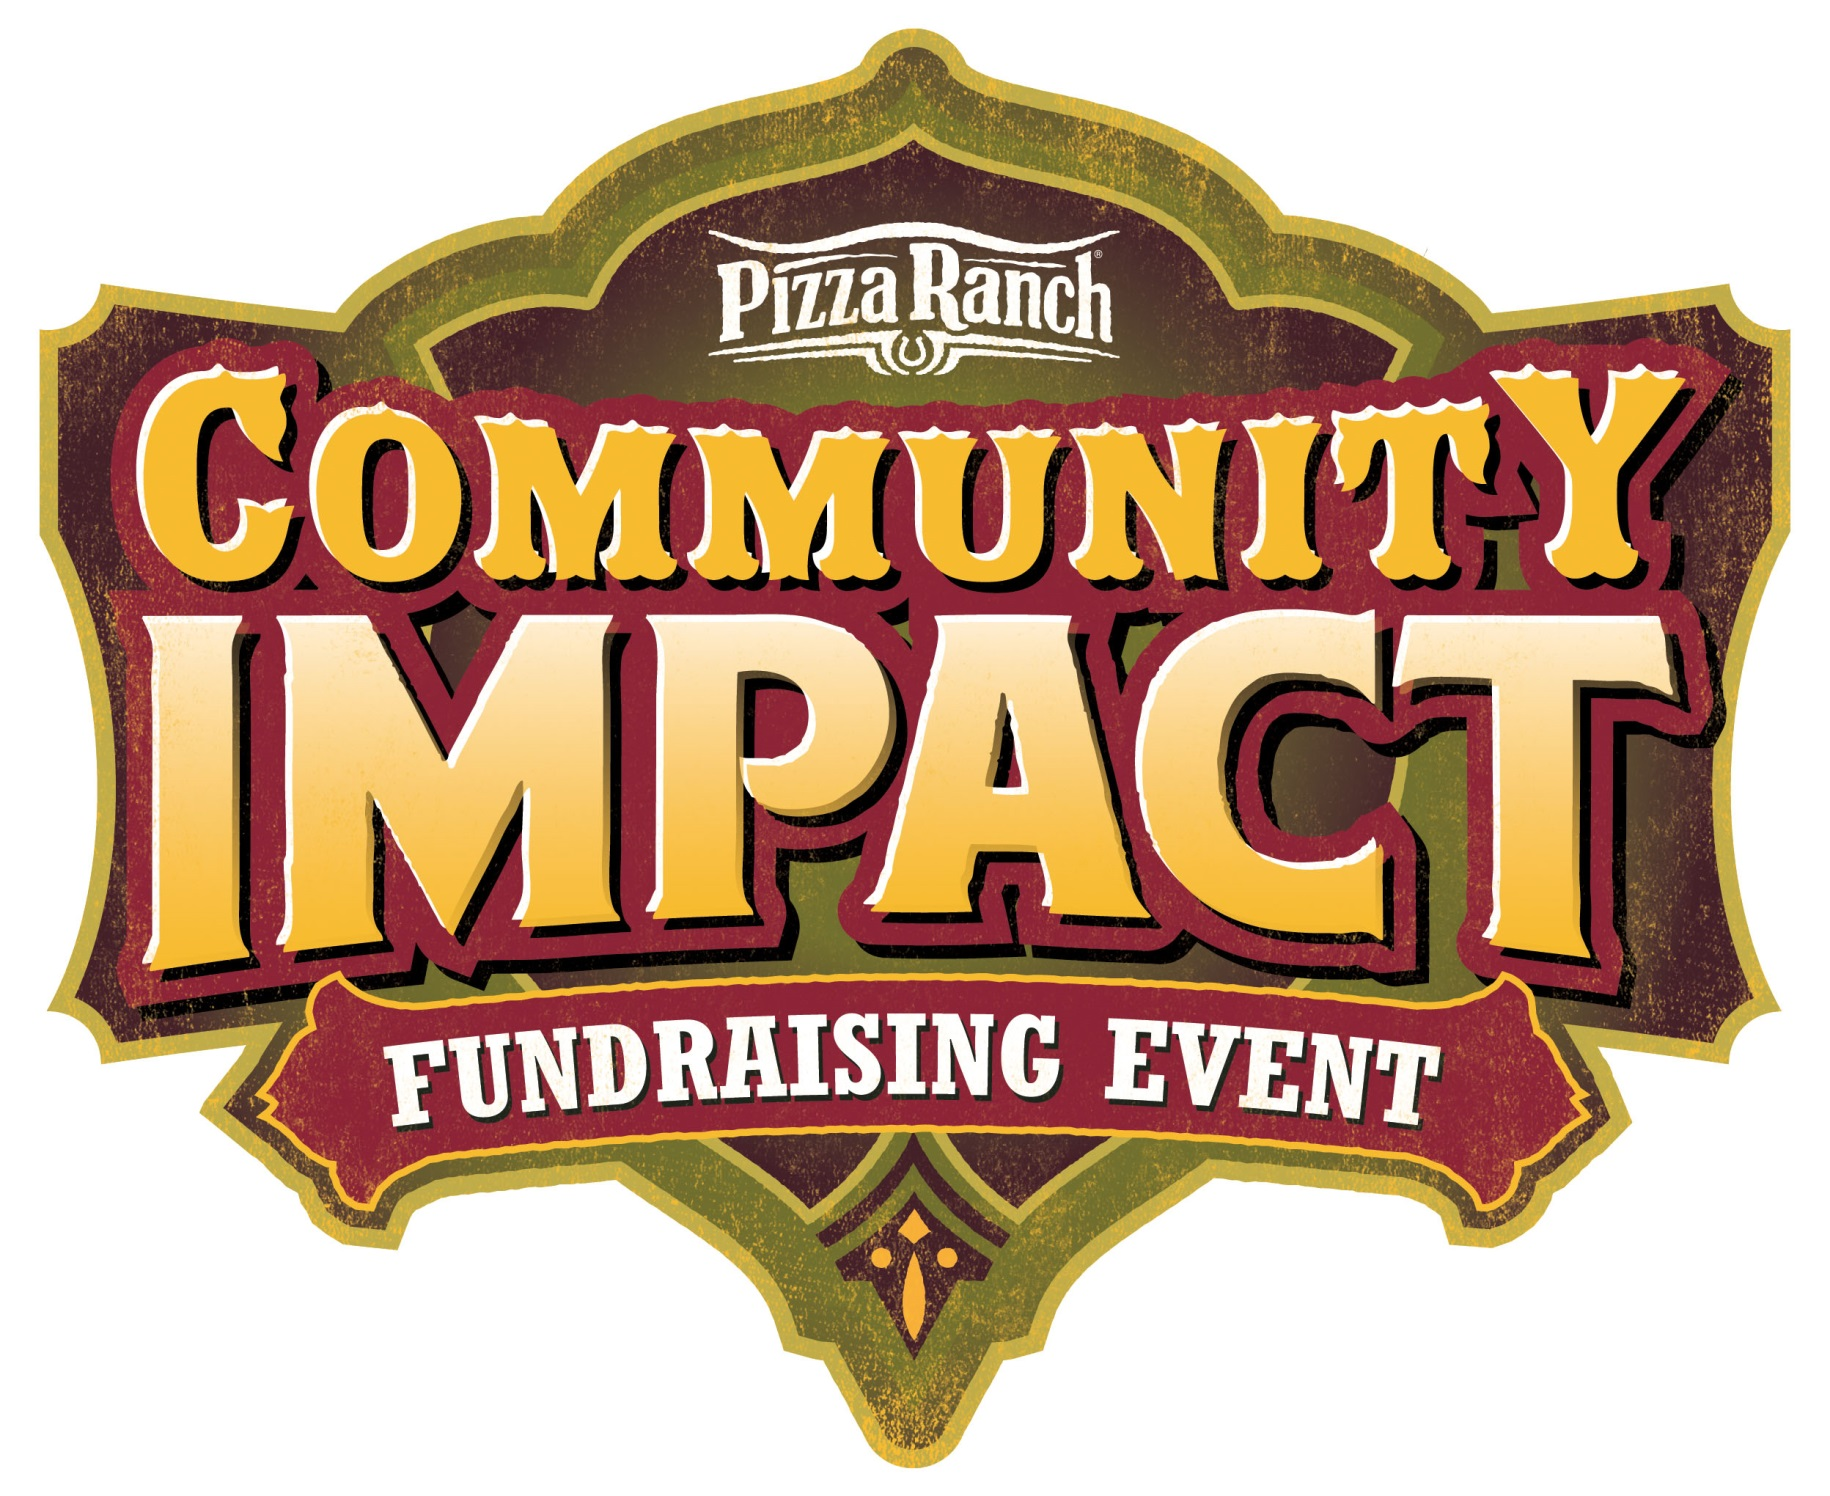 Pizza Ranch®
COMMUNITY
IMPACT
FUNDRAISING EVENT